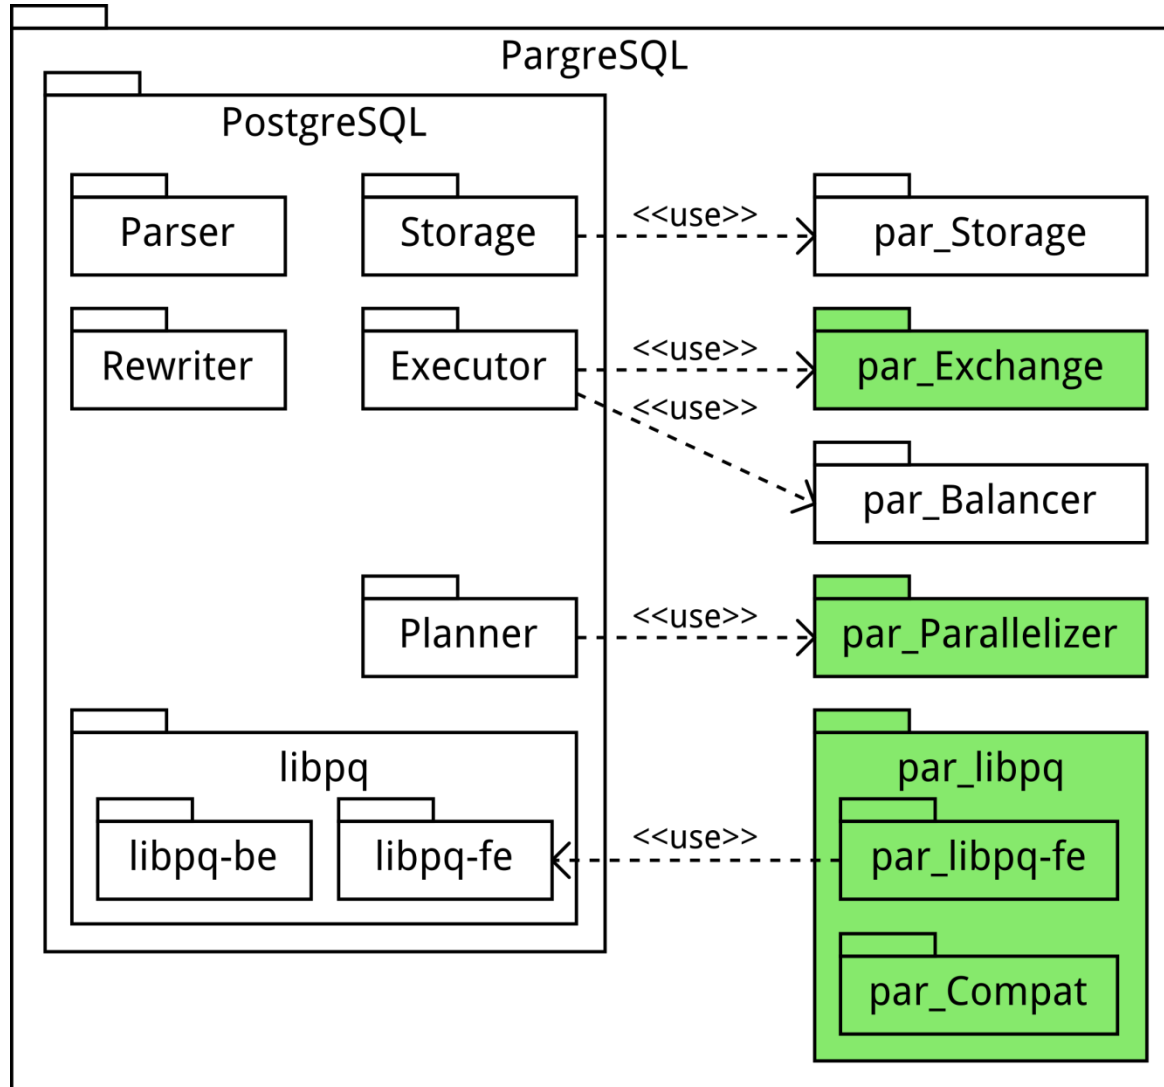 PargreSQL
PostgreSQL
Parser
Storage
<<use>>
par_Storage
Rewriter
Executor
<<use>>
par_Exchange
<<use>>
par_Balancer
Planner
<<use>>
par_Parallelizer
libpq
par_libpq
libpq-be
libpq-fe
<<use>>
par_libpq-fe
par_Compat